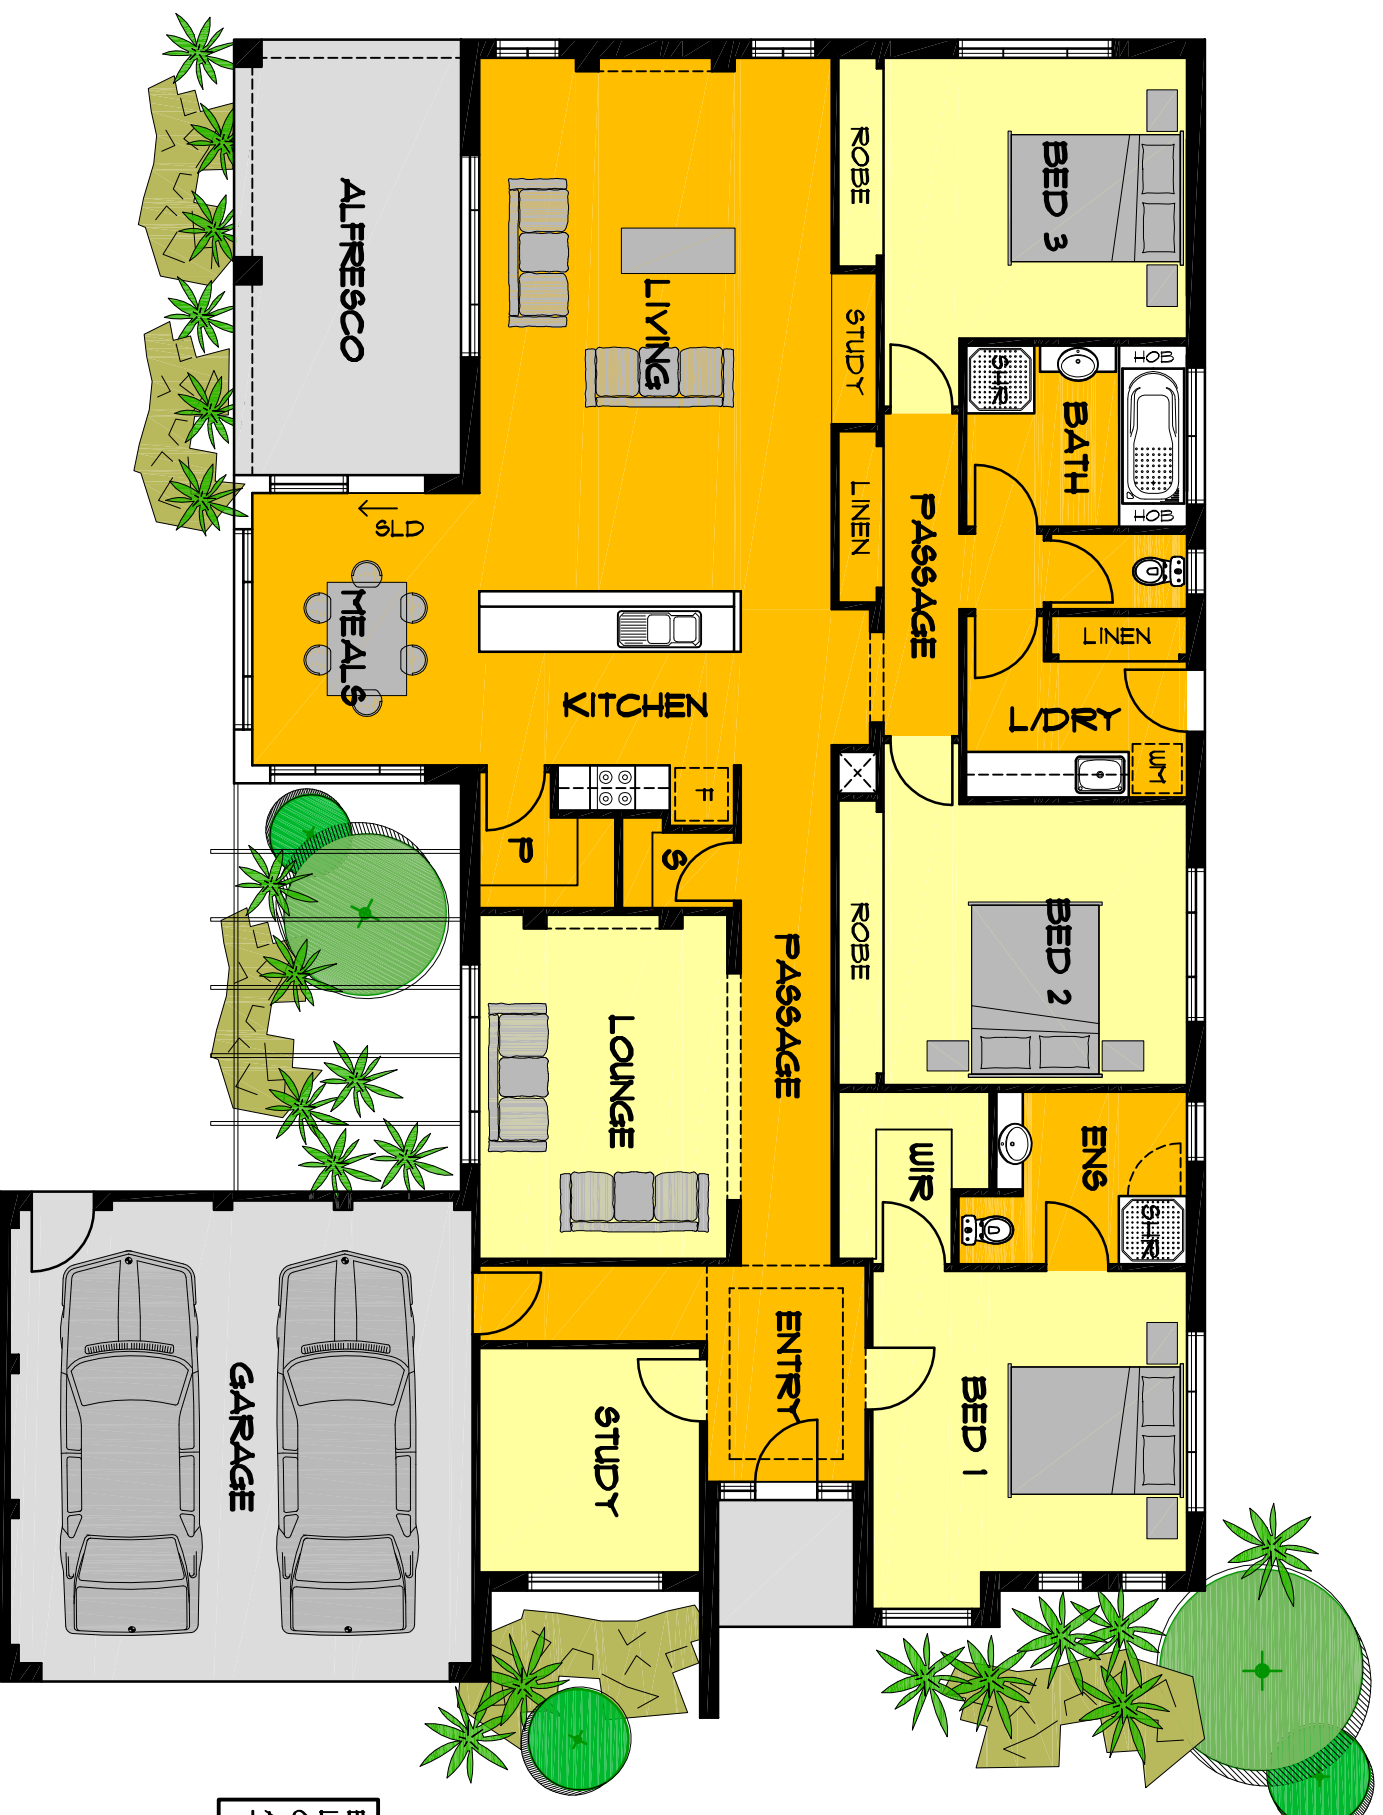 ALFRESCO
LIVING
ROBE
BED 3
STUDY
SHR
HOB
BATH
HOB
LINEN
PASSAGE
SLD
MEALS
KITCHEN
LINEN
L/DRY
WM
F
P
S
PASSAGE
ROBE
BED 2
LOUNGE
WIR
ENS
SHR
ENTRY
BED 1
GARAGE
STUDY